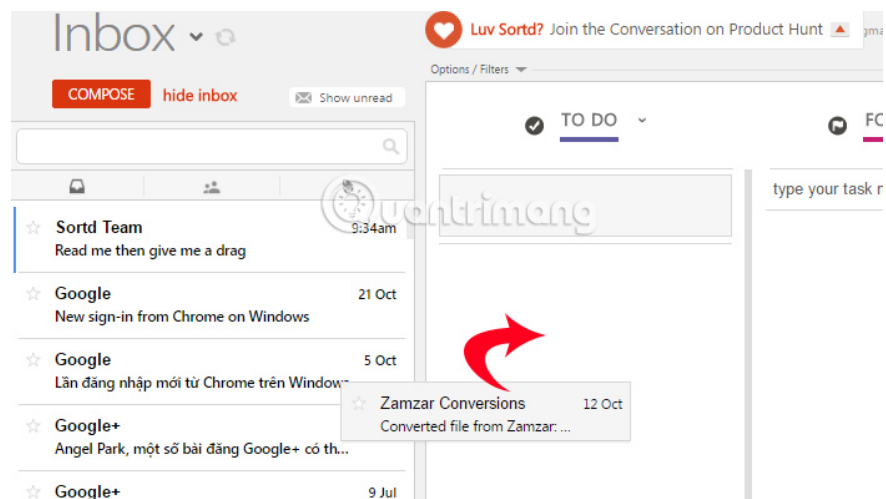 Inbox
COMPOSE
hide inbox
Show unread
Sortd Team
9:34am
Read me then give me a drag
Google
21 Oct
New sign-in from Chrome on Windows
Google
5 Oct
Lần đăng nhập mới từ Chrome trên Windows
Google+
Angel Park, một số bài đăng Google+ có th...
Google+
9 Jul
Luv Sortd? Join the Conversation on Product Hunt
gma
Options / Filters
TO DO
FO
type your task n
Quantrimang
Zamzar Conversions
12 Oct
Converted file from Zamzar: ...